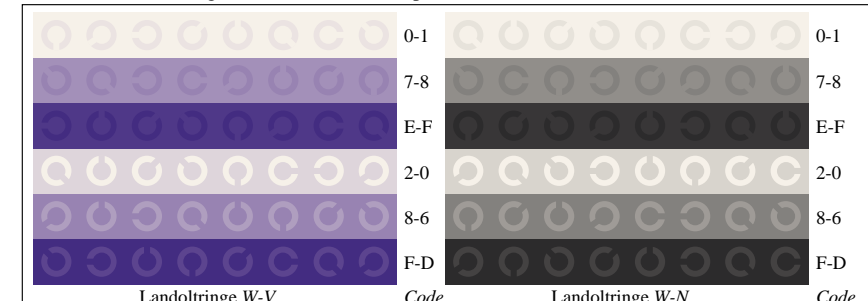 0-1 0-1
7-8 7-8
E-F E-F
2-0 2-0
8-6 8-6
F-D F-D
Landoltringe W-V Code Landoltringe W-N Code